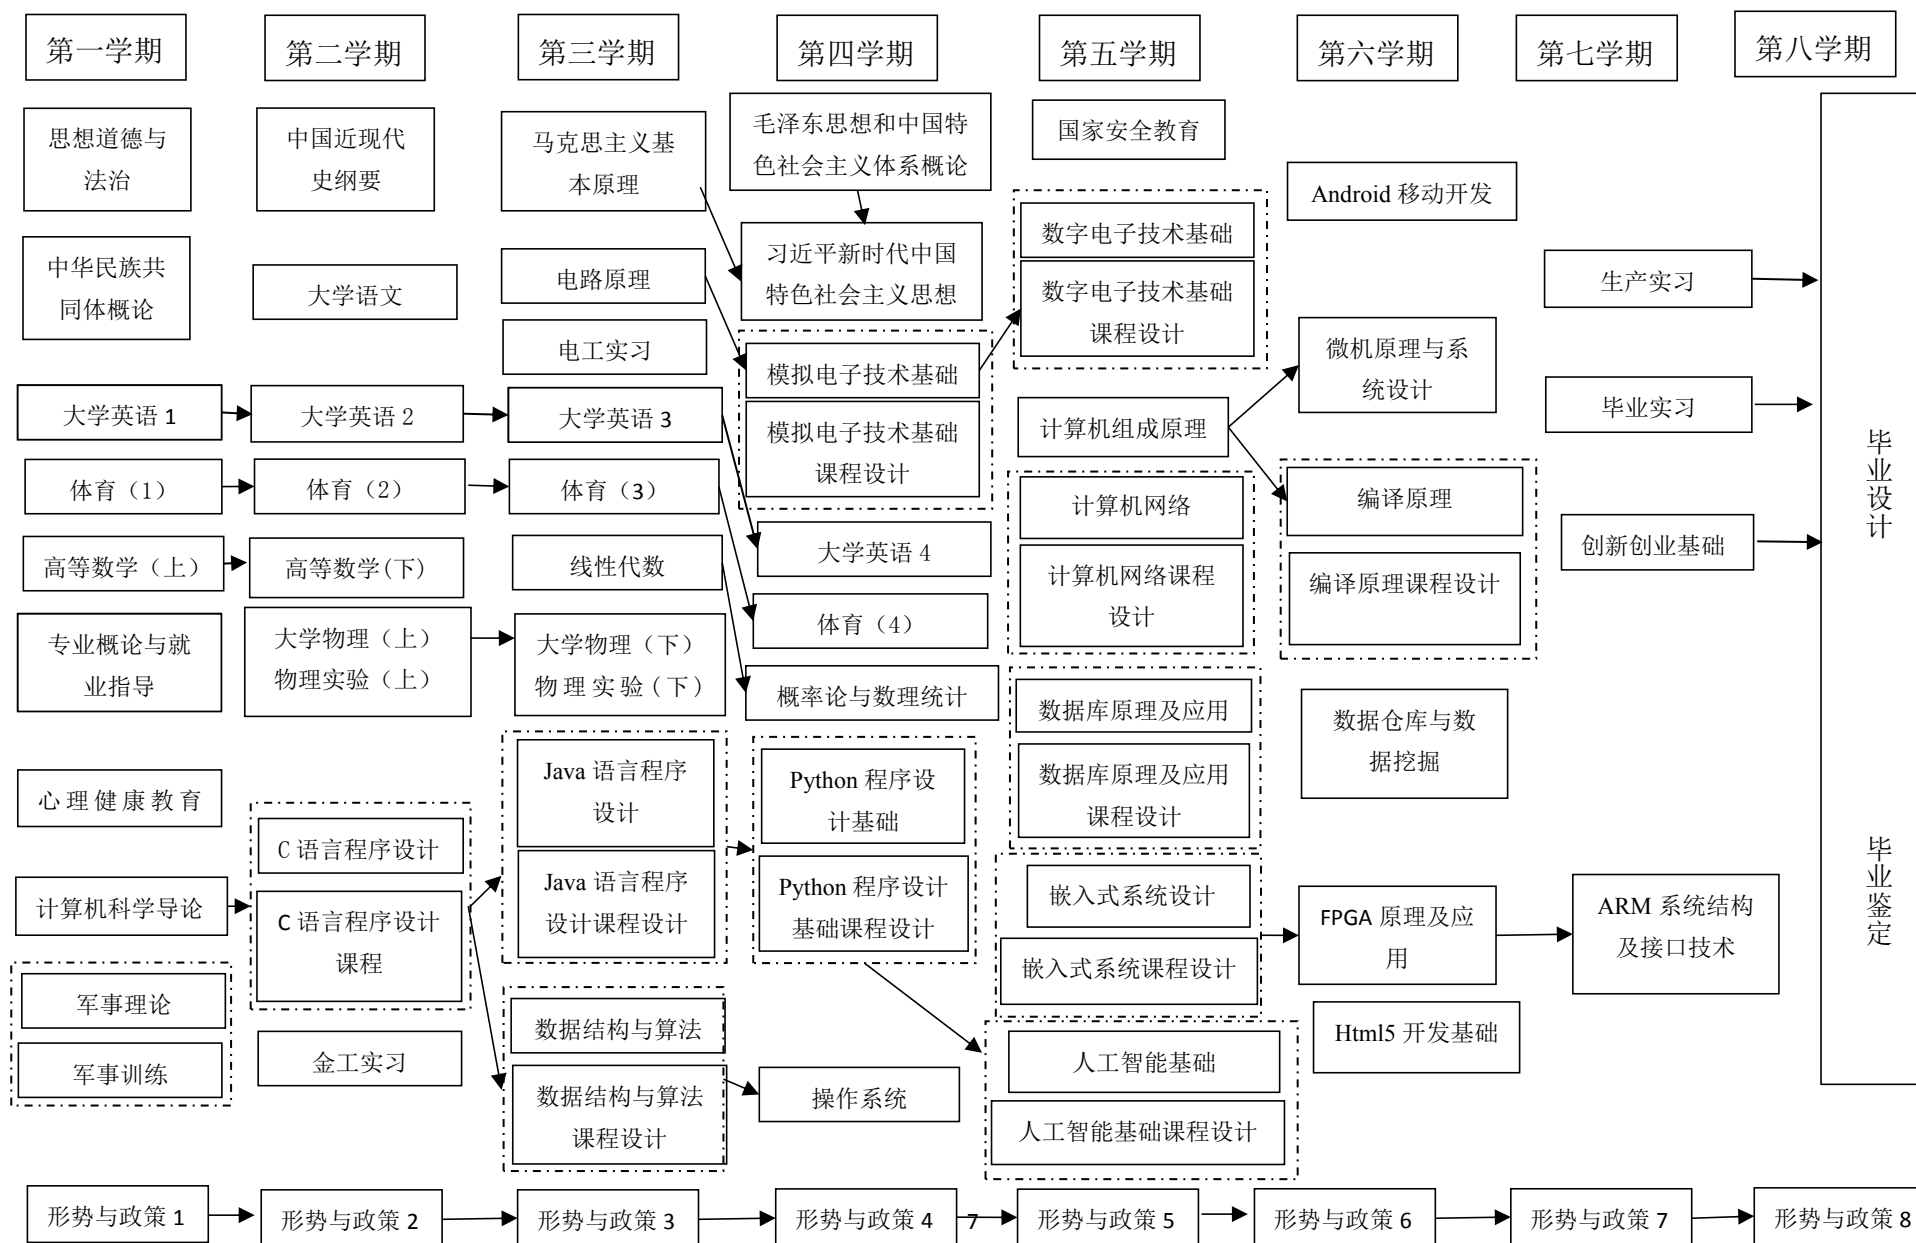 第一学期
第二学期
第三学期
第四学期
第五学期
第六学期
第七学期
第八学期
思想道德与
法治
中华民族共
同体概论
大学英语 1
体育（1）
高等数学（上）
专业概论与就
业指导
心理健康教育
计算机科学导论
军事理论
军事训练
形势与政策 1
中国近现代
史纲要
大学语文
大学英语 2
体育（2）
高等数学(下)
大学物理（上）
物理实验（上）
C 语言程序设计
C 语言程序设计
课程
金工实习
形势与政策 2
马克思主义基
本原理
电路原理
电工实习
大学英语 3
体育（3）
线性代数
大学物理（下）
物理实验(下)
Java 语言程序
设计
Java 语言程序
设计课程设计
数据结构与算法
数据结构与算法
课程设计
形势与政策 3
毛泽东思想和中国特
色社会主义体系概论
习近平新时代中国
特色社会主义思想
模拟电子技术基础
模拟电子技术基础
课程设计
大学英语 4
体育（4）
概率论与数理统计
Python 程序设
计基础
Python 程序设计
基础课程设计
操作系统
形势与政策 4
7
国家安全教育
数字电子技术基础
数字电子技术基础
课程设计
计算机组成原理
计算机网络
计算机网络课程
设计
数据库原理及应用
数据库原理及应用
课程设计
嵌入式系统设计
嵌入式系统课程设计
人工智能基础
人工智能基础课程设计
形势与政策 5
Android 移动开发
微机原理与系
统设计
编译原理
编译原理课程设计
数据仓库与数
据挖掘
FPGA 原理及应
用
Html5 开发基础
形势与政策 6
生产实习
毕业实习
创新创业基础
ARM 系统结构
及接口技术
形势与政策 7
毕业设计
毕业鉴定
形势与政策 8